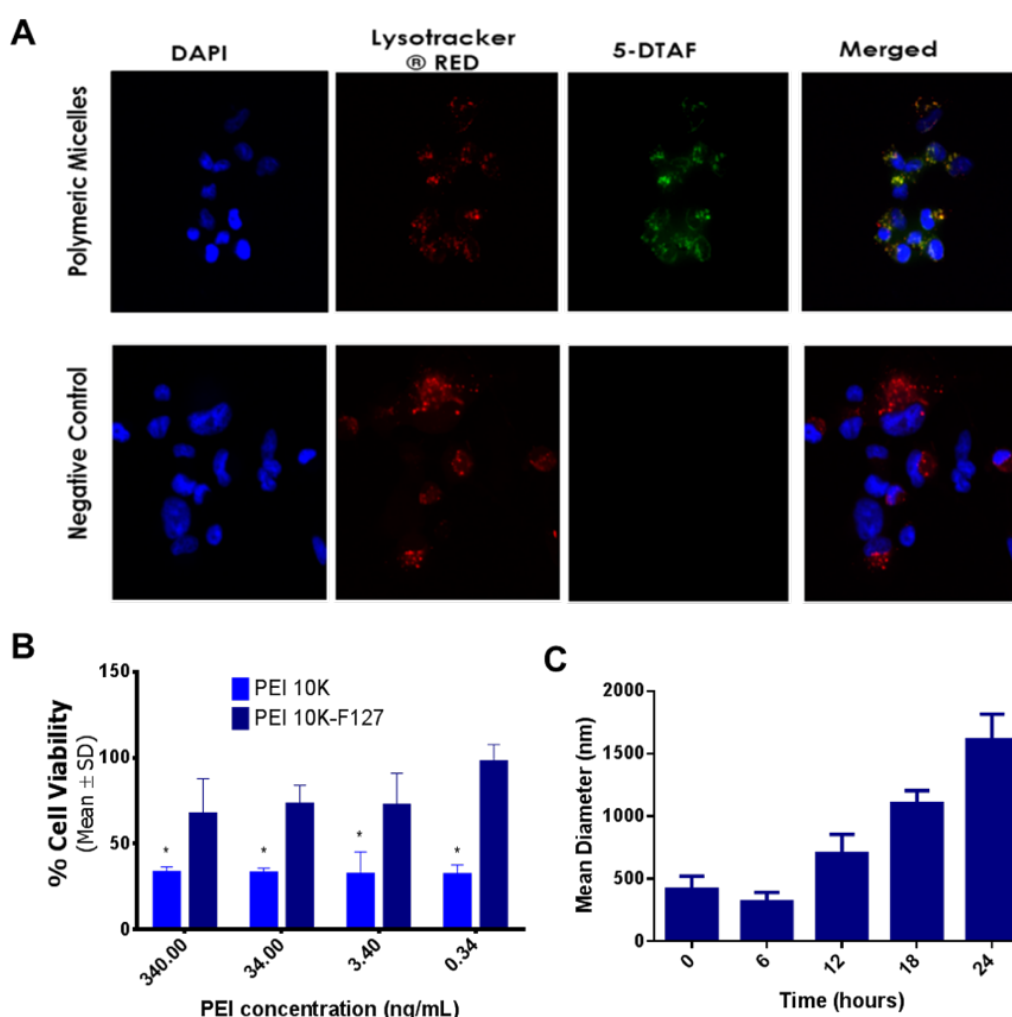 A
DAPI
Lysotracker
® RED
5-DTAF
Merged
Polymeric Micelles
Negative Control
B
% Cell Viability
(Mean ± SD)
150
100
50
0
PEI 10K
PEI 10K-F127
*
*
*
*
340.00
34.00
3.40
0.34
PEI concentration (ng/mL)
C
Mean Diameter (nm)
2000
1500
1000
500
0
0
6
12
18
24
Time (hours)